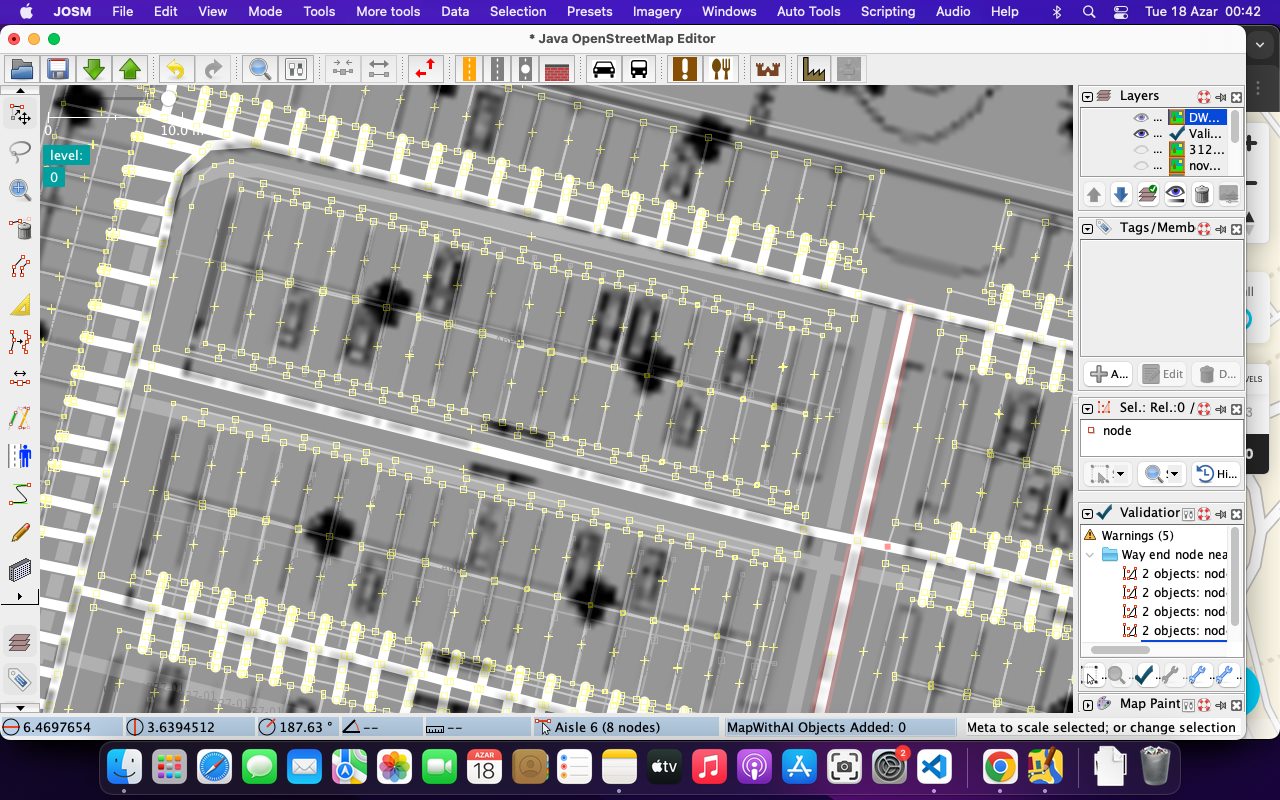 JOSM File Edit View Mode Tools More tools Data Selection Presets Imagery Windows Auto Tools Scripting Audio Help Tue 18 Azar 00:42
* Java OpenStreetMap Editor
0 10.0 m
level:
0
Layers
... DW...
... Vali...
... 312...
... nov...
Tags/Memb
A... Edit D...
Sel.: Rel.:0 /
node
Hi...
Validation
Warnings (5)
Way end node nea
2 objects: nod
2 objects: nod
2 objects: nod
2 objects: nod
Map Paint
6.4697654 3.6394512 187.63 ° -- -- Aisle 6 (8 nodes) MapWithAI Objects Added: 0 Meta to scale selected; or change selection
AZAR
18
tv
2